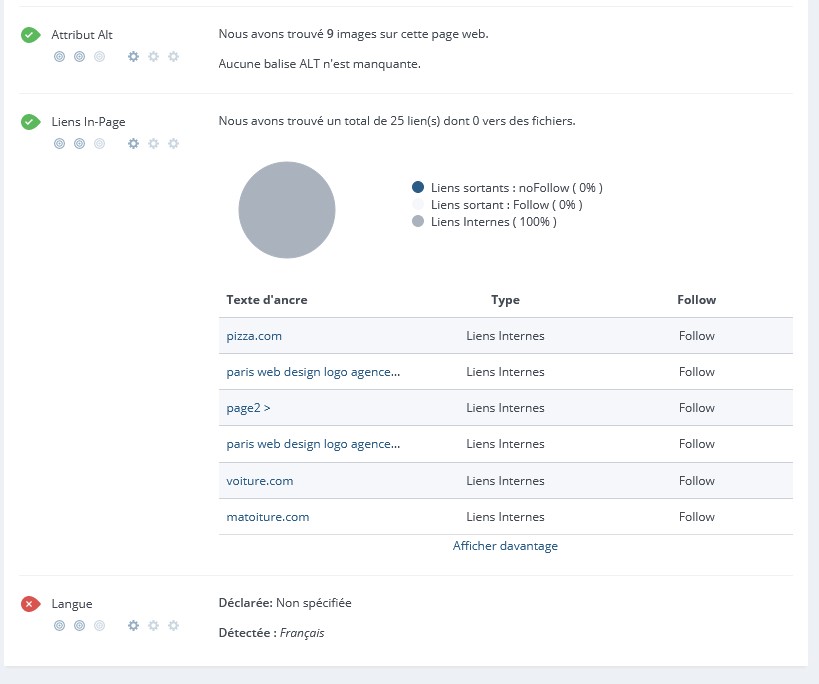 Attribut Alt
Nous avons trouvé 9 images sur cette page web.
Aucune balise ALT n'est manquante.
Liens In-Page
Nous avons trouvé un total de 25 lien(s) dont 0 vers des fichiers.
Liens sortants : noFollow ( 0% )
Liens sortant : Follow ( 0% )
Liens Internes ( 100% )
Texte d'ancre Type Follow
pizza.com Liens Internes Follow
paris web design logo agence... Liens Internes Follow
page2 > Liens Internes Follow
paris web design logo agence... Liens Internes Follow
voiture.com Liens Internes Follow
matoiture.com Liens Internes Follow
Afficher davantage
Langue
Déclarée: Non spécifiée
Détectée : Français